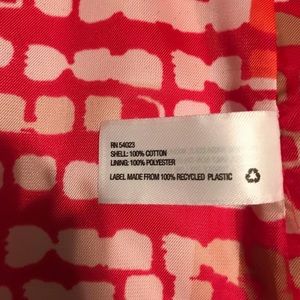 RN 54023
SHELL: 100% COTTON
LINING: 100% POLYESTER
LABEL MADE FROM 100% RECYCLED PLASTIC